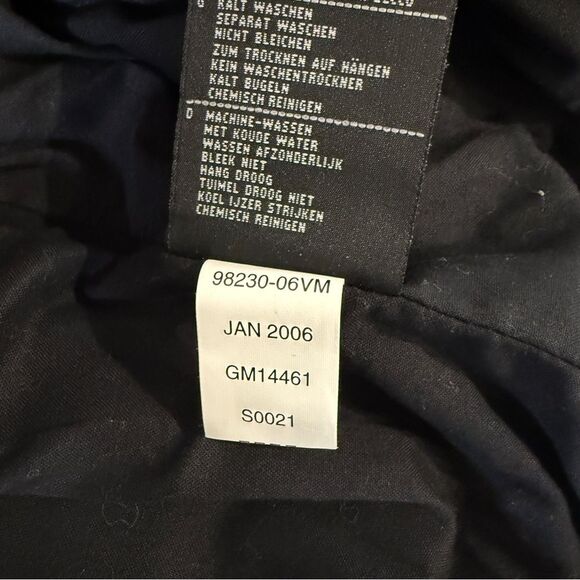 G KALT WASCHEN
SEPARAT WASCHEN
NICHT BLEICHEN
ZUM TROCKNEN AUF HÄNGEN
KEIN WASCHENTROCKNER
KALT BUGELN
CHEMISCH REINIGEN
D MACHINE-WASSEN
MET KOUDE WATER
WASSEN AFZONDERLIJK
BLEEK NIET
HANG DROOG
TUIMEL DROOG NIET
KOEL IJZER STRIJKEN
CHEMISCH REINIGEN
98230-06VM
JAN 2006
GM14461
S0021